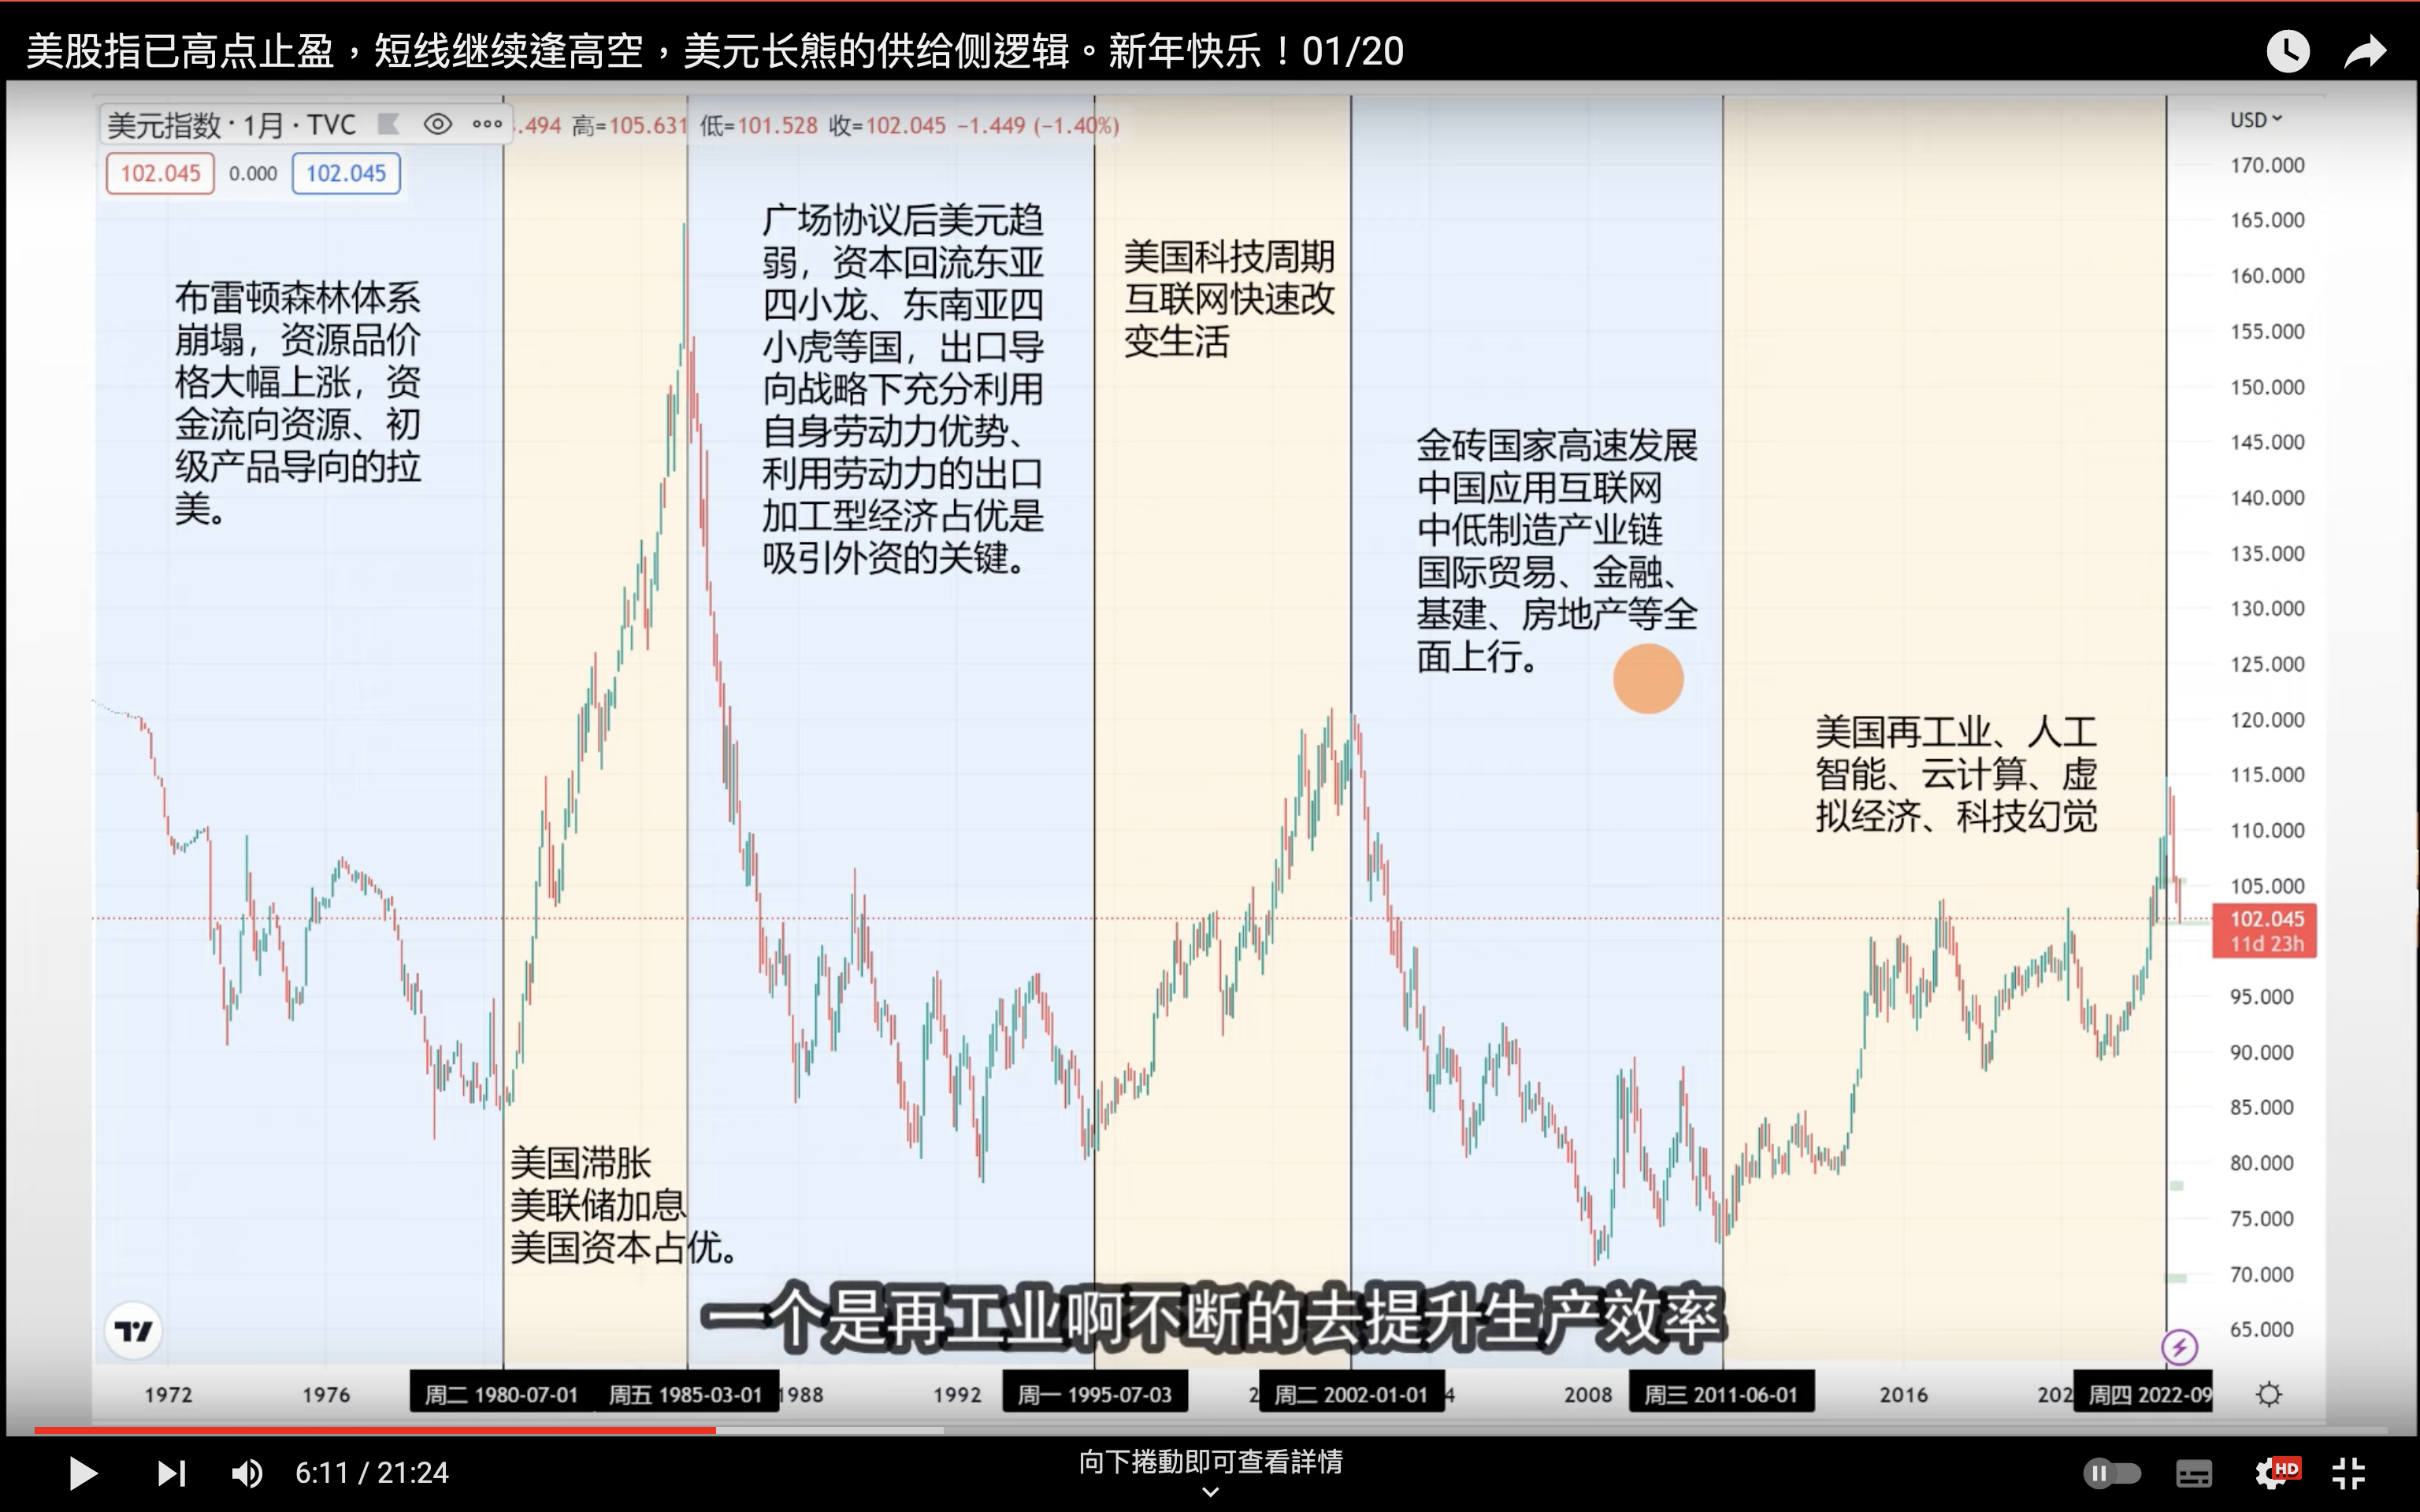 美股指已高点止盈，短线继续逢高空，美元长熊的供给侧逻辑。新年快乐！01/20
美元指数 · 1月 · TVC
.494 高=105.631 低=101.528 收=102.045 −1.449 (−1.40%)
USD
102.045 0.000 102.045
布雷顿森林体系
崩塌，资源品价
格大幅上涨，资
金流向资源、初
级产品导向的拉
美。
广场协议后美元趋
弱，资本回流东亚
四小龙、东南亚四
小虎等国，出口导
向战略下充分利用
自身劳动力优势、
利用劳动力的出口
加工型经济占优是
吸引外资的关键。
美国科技周期
互联网快速改
变生活
金砖国家高速发展
中国应用互联网
中低制造产业链
国际贸易、金融、
基建、房地产等全
面上行。
美国再工业、人工
智能、云计算、虚
拟经济、科技幻觉
美国滞胀
美联储加息
美国资本占优。
170.000
165.000
160.000
155.000
150.000
145.000
140.000
135.000
130.000
125.000
120.000
115.000
110.000
105.000
102.045
11d 23h
95.000
90.000
85.000
80.000
75.000
70.000
65.000
一个是再工业啊不断的去提升生产效率
1972 1976 周二 1980-07-01 周五 1985-03-01 1988 1992 周一 1995-07-03 2 周二 2002-01-01 4 2008 周三 2011-06-01 2016 202 周四 2022-09
6:11 / 21:24
向下捲動即可查看詳情
HD